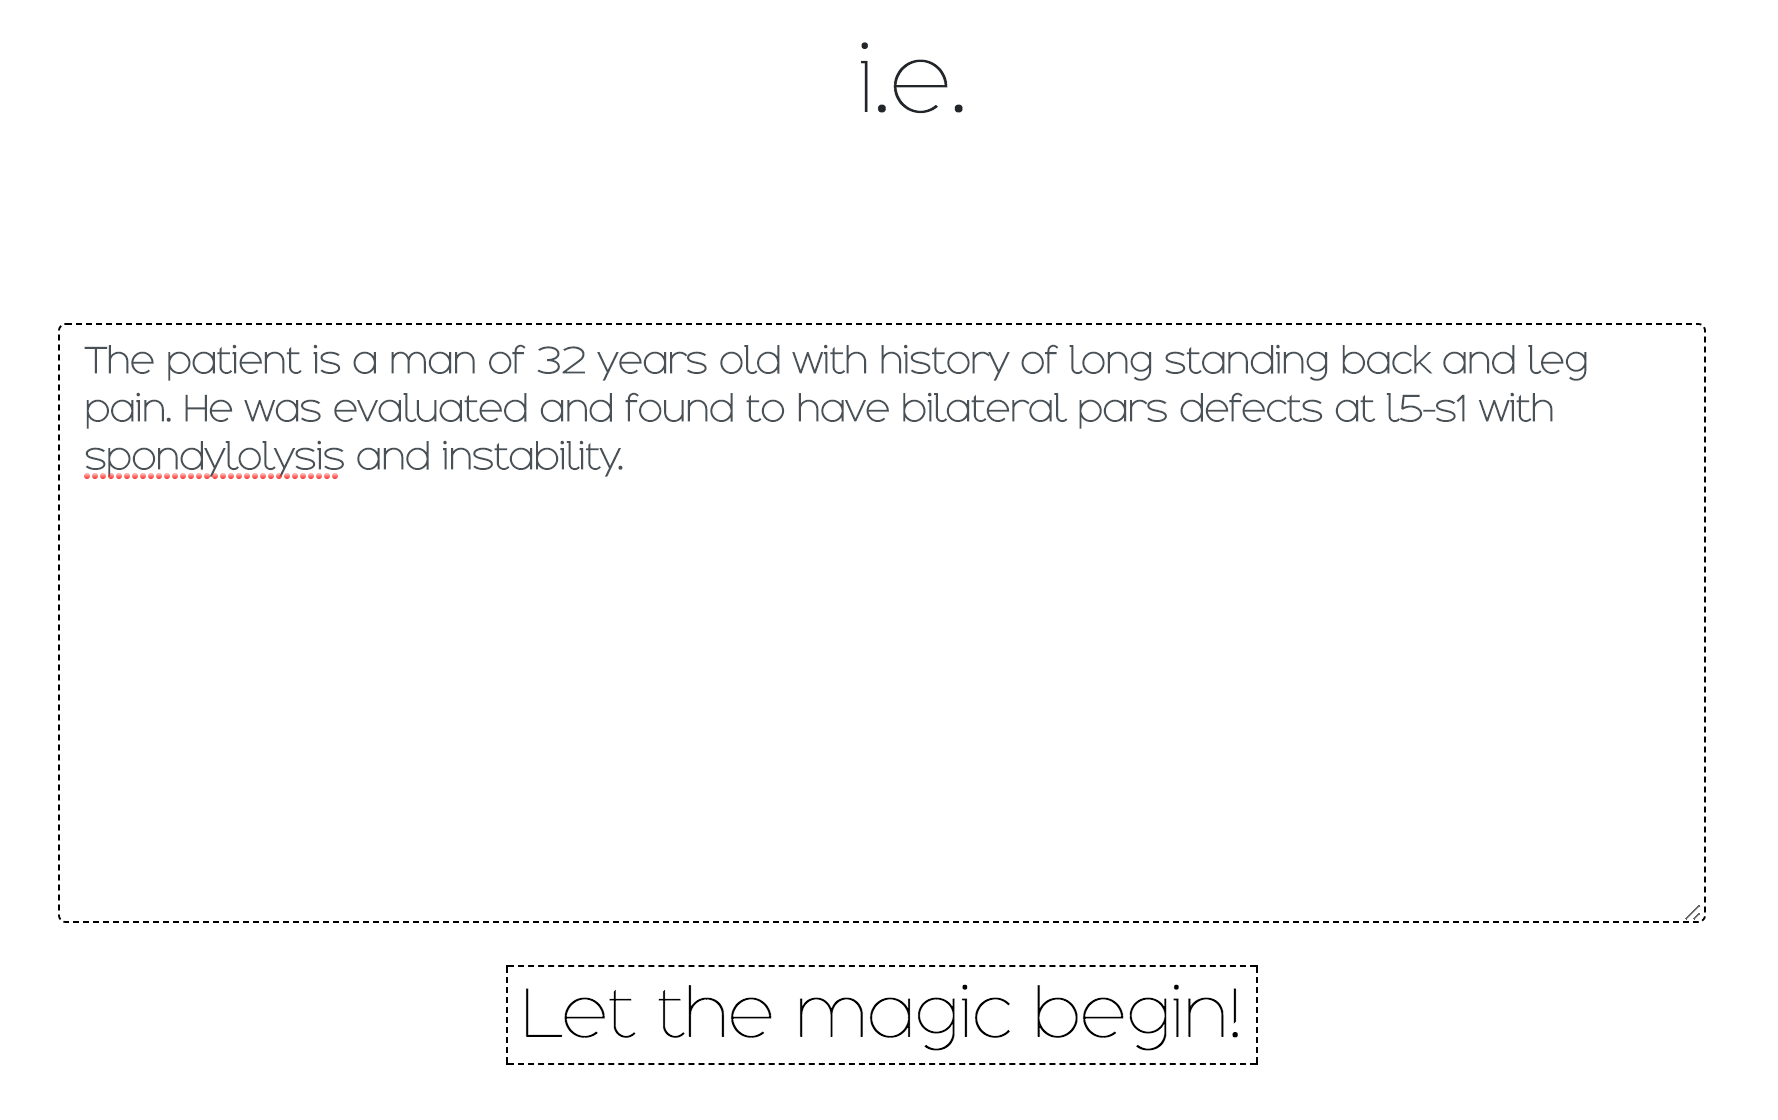 i.e.
The patient is a man of 32 years old with history of long standing back and leg
pain. He was evaluated and found to have bilateral pars defects at l5-s1 with
spondylolysis and instability.
Let the magic begin!